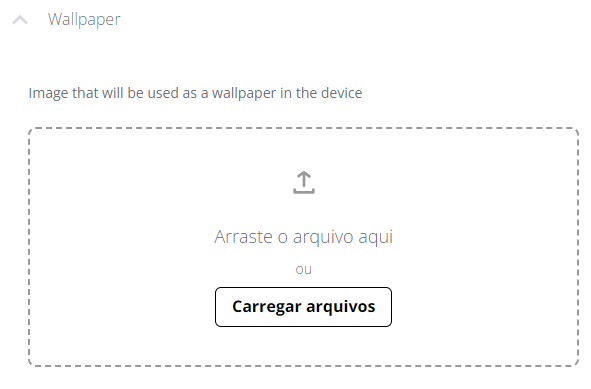 Wallpaper
Image that will be used as a wallpaper in the device
Arraste o arquivo aqui
ou
Carregar arquivos